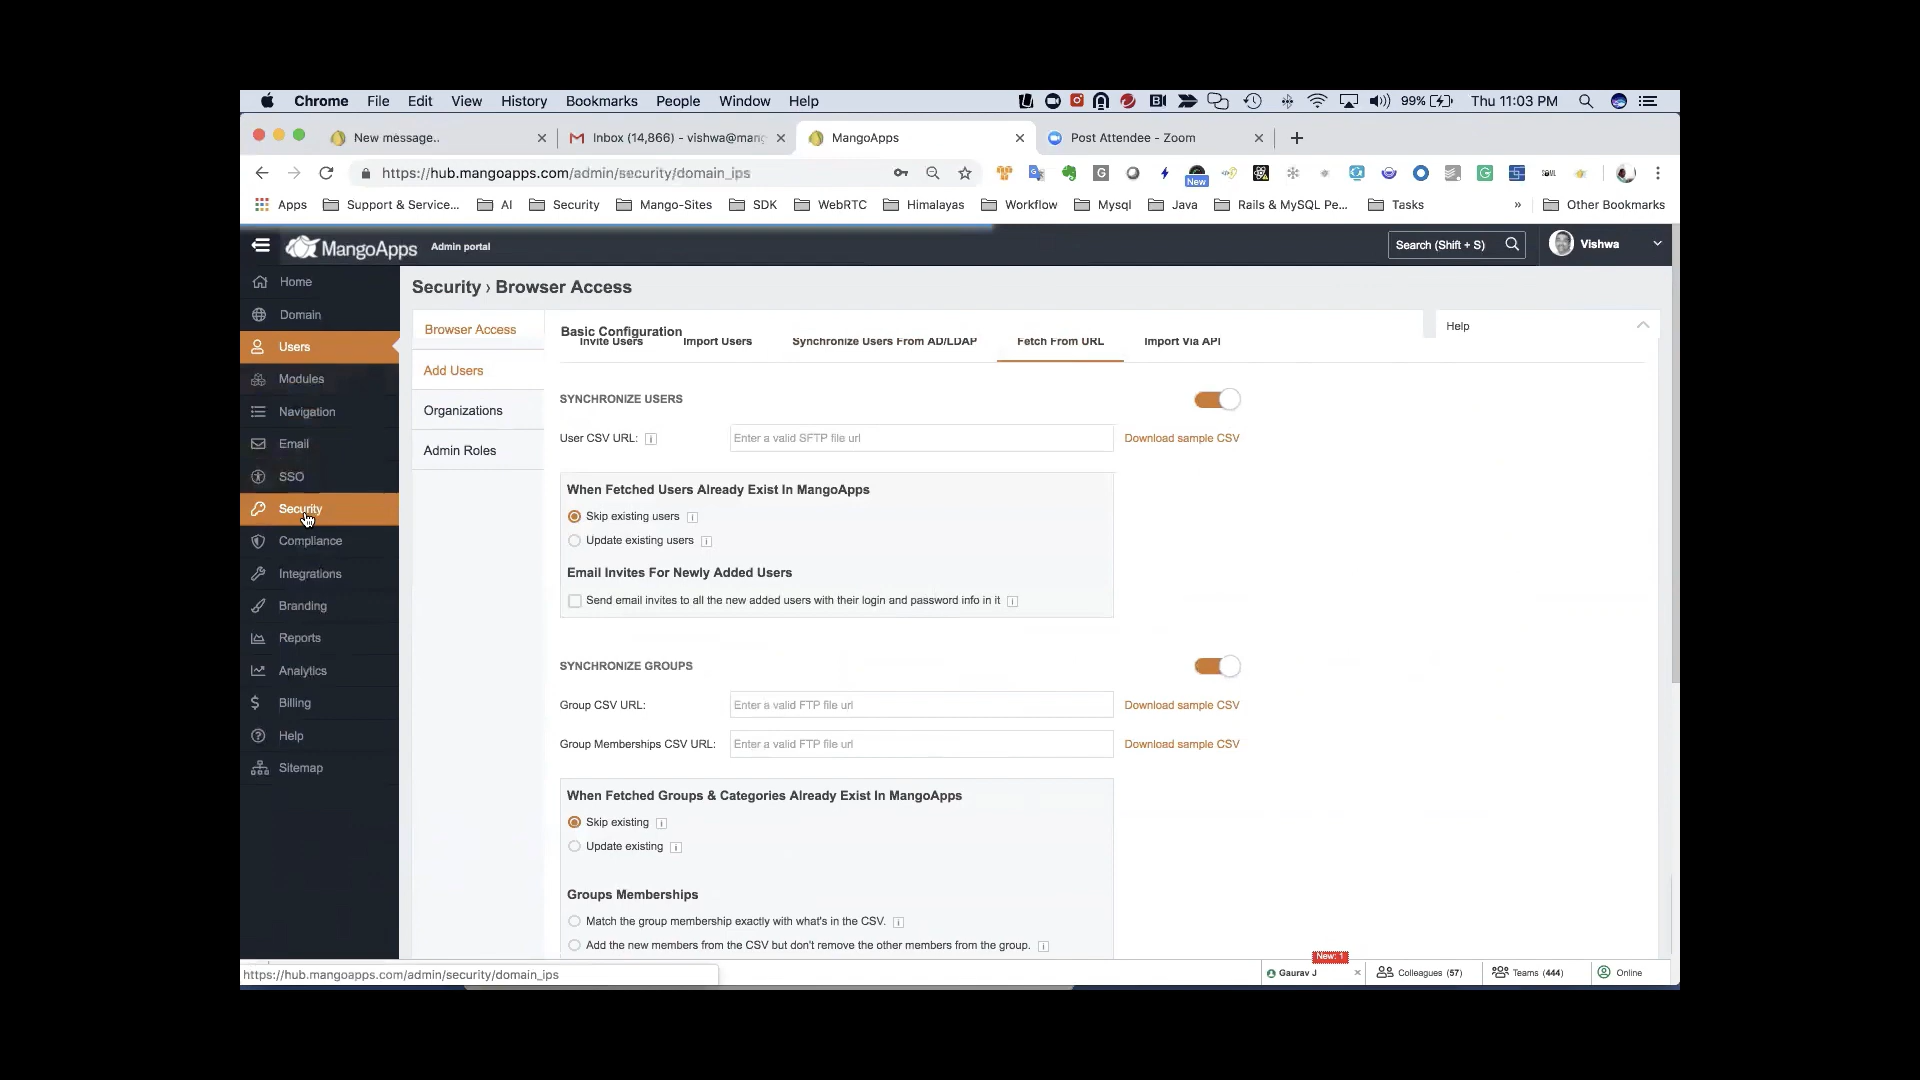 Chrome File Edit View History Bookmarks People Window Help 99% Thu 11:03 PM
New message.. Inbox (14,866) - vishwa@man MangoApps Post Attendee - Zoom
https://hub.mangoapps.com/admin/security/domain_ips New
Apps Support & Service... AI Security Mango-Sites SDK WebRTC Himalayas Workflow Mysql Java Rails & MySQL Pe... Tasks » Other Bookmarks
MangoApps Admin portal Search (Shift + S) Vishwa
Home
Domain
Users
Modules
Navigation
Email
SSO
Security
Compliance
Integrations
Branding
Reports
Analytics
Billing
Help
Sitemap
Security › Browser Access
Browser Access
Add Users
Organizations
Admin Roles
Basic Configuration
Help
Invite Users Import Users Synchronize Users From AD/LDAP Fetch From URL Import Via API
SYNCHRONIZE USERS
User CSV URL: Enter a valid SFTP file url Download sample CSV
When Fetched Users Already Exist In MangoApps
Skip existing users
Update existing users
Email Invites For Newly Added Users
Send email invites to all the new added users with their login and password info in it
SYNCHRONIZE GROUPS
Group CSV URL: Enter a valid FTP file url Download sample CSV
Group Memberships CSV URL: Enter a valid FTP file url Download sample CSV
When Fetched Groups & Categories Already Exist In MangoApps
Skip existing
Update existing
Groups Memberships
Match the group membership exactly with what's in the CSV.
Add the new members from the CSV but don't remove the other members from the group.
New: 1
https://hub.mangoapps.com/admin/security/domain_ips Gaurav J Colleagues (57) Teams (444) Online